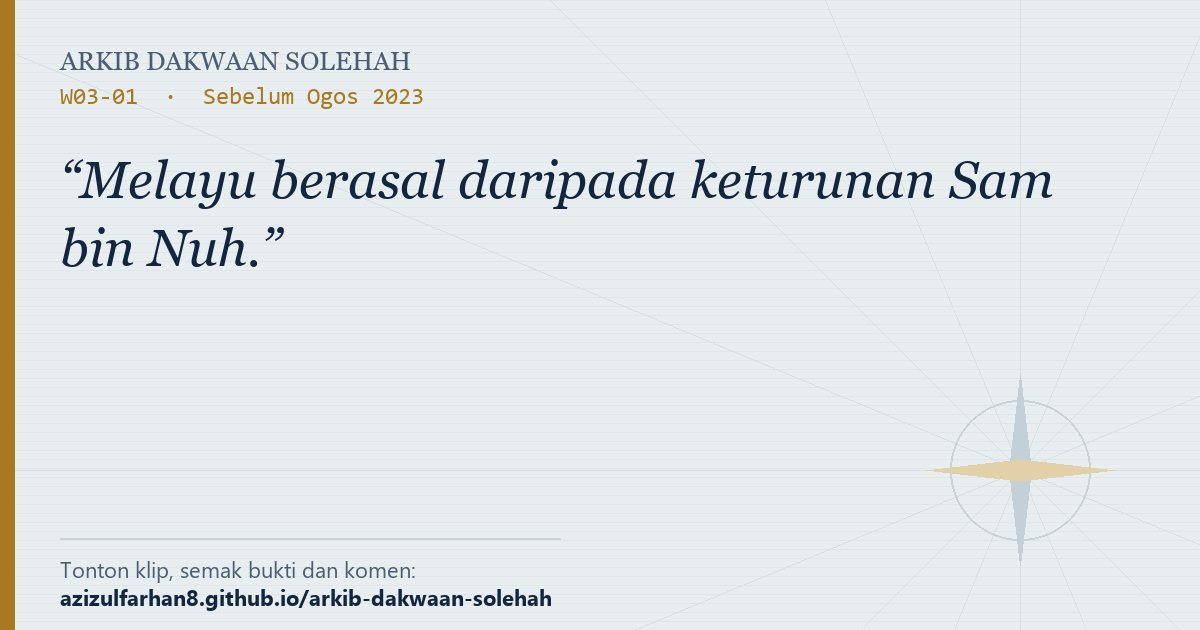 ARKIB DAKWAAN SOLEHAH
W03-01 · Sebelum Ogos 2023
“Melayu berasal daripada keturunan Sam
bin Nuh.”
Tonton klip, semak bukti dan komen:
azizulfarhan8.github.io/arkib-dakwaan-solehah